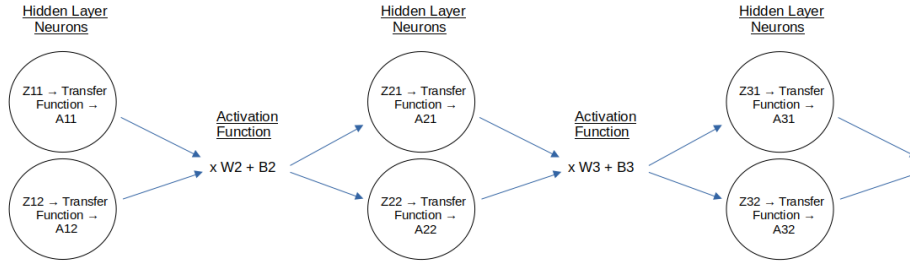 Hidden Layer
Neurons
Z11 → Transfer
Function →
A11
Z12 → Transfer
Function →
A12
Activation
Function
x W2 + B2
Hidden Layer
Neurons
Z21 → Transfer
Function →
A21
Z22 → Transfer
Function →
A22
Activation
Function
x W3 + B3
Hidden Layer
Neurons
Z31 → Transfer
Function →
A31
Z32 → Transfer
Function →
A32